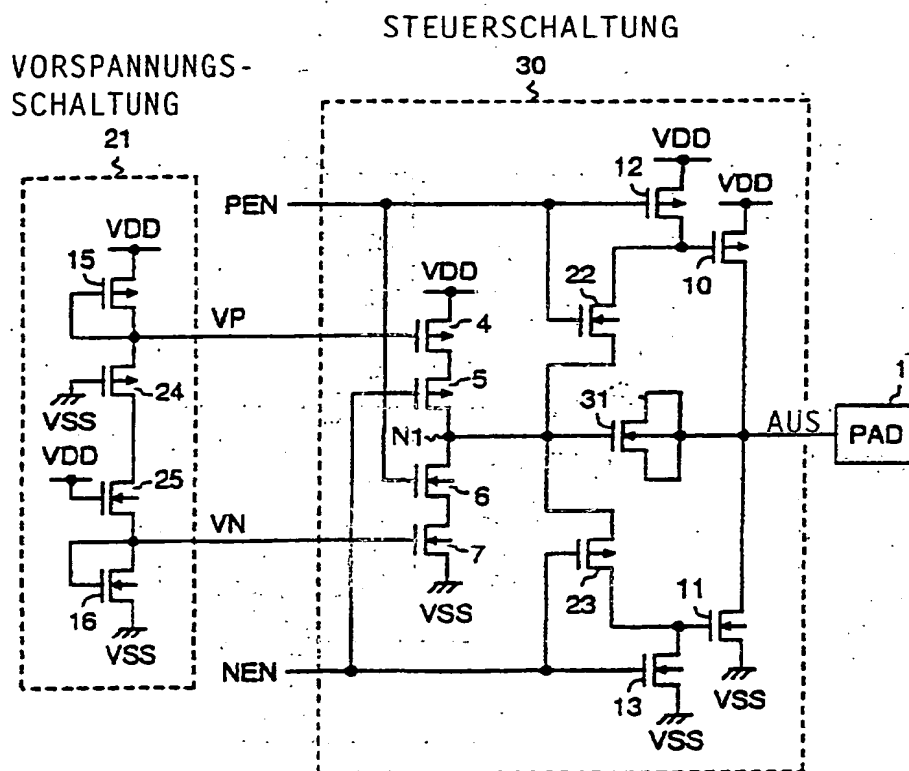 STEUERSCHALTUNG
30
VORSPANNUNGS-
SCHALTUNG
21
VDD
12
VDD
PEN
VDD
15
10
22
VDD
VP
4
24
5
1
VSS
31
N1
AUS
PAD
VDD
25
6
VN
7
11
16
VSS
23
VSS
VSS
NEN
13
VSS